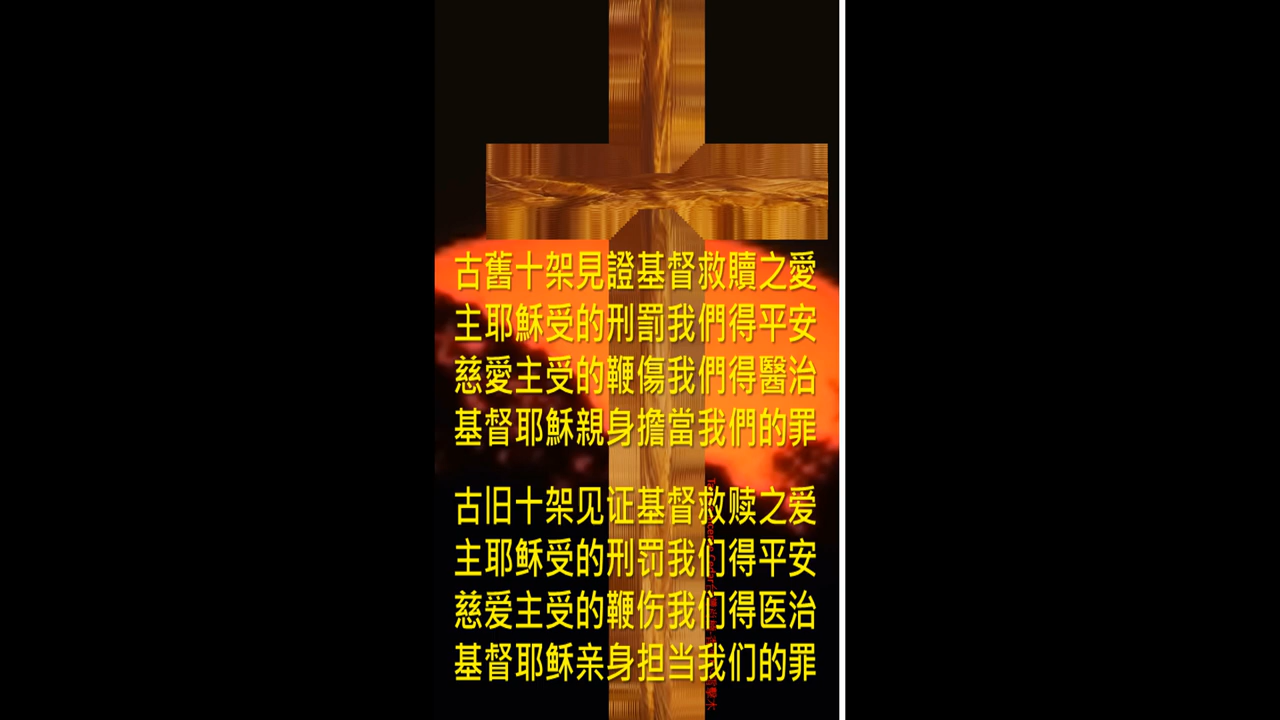 古舊十架見證基督救贖之愛
主耶穌受的刑罰我們得平安
慈愛主受的鞭傷我們得醫治
基督耶穌親身擔當我們的罪
古旧十架见证基督救赎之爱
主耶稣受的刑罚我们得平安
慈爱主受的鞭伤我们得医治
基督耶稣亲身担当我们的罪